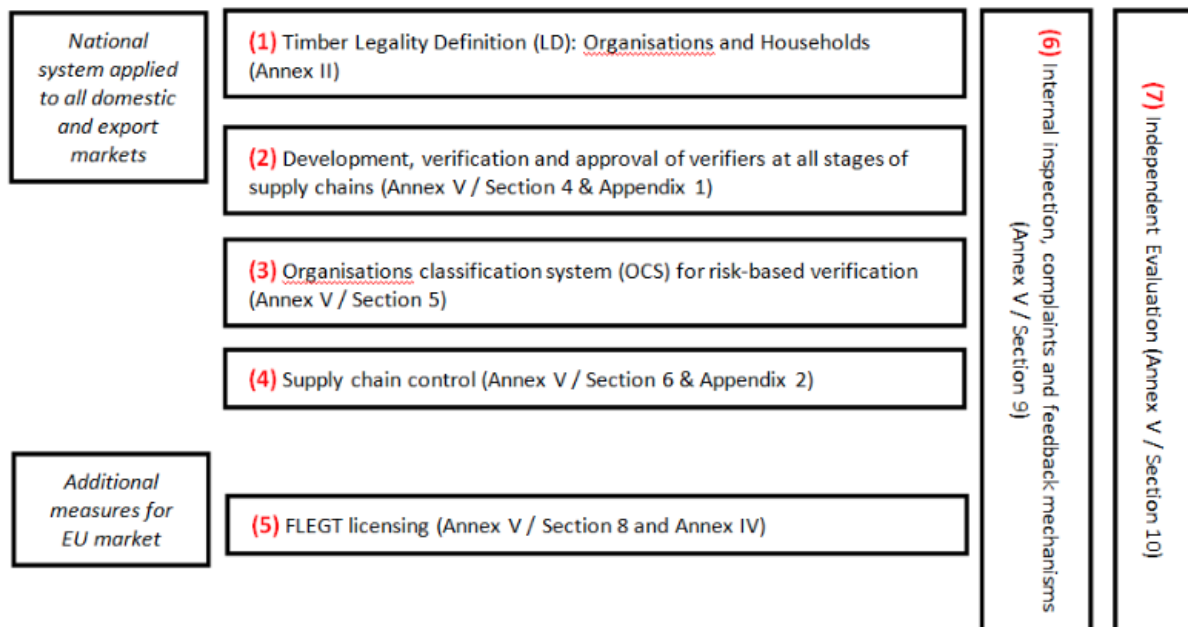 National
system applied
to all domestic
and export
markets
(1) Timber Legality Definition (LD): Organisations and Households
(Annex II)
(2) Development, verification and approval of verifiers at all stages of
supply chains (Annex V / Section 4 & Appendix 1)
(3) Organisations classification system (OCS) for risk-based verification
(Annex V / Section 5)
(4) Supply chain control (Annex V / Section 6 & Appendix 2)
Additional
measures for
EU market
(5) FLEGT licensing (Annex V / Section 8 and Annex IV)
(6) Internal inspection, complaints and feedback mechanisms
(Annex V / Section 9)
(7) Independent Evaluation (Annex V / Section 10)